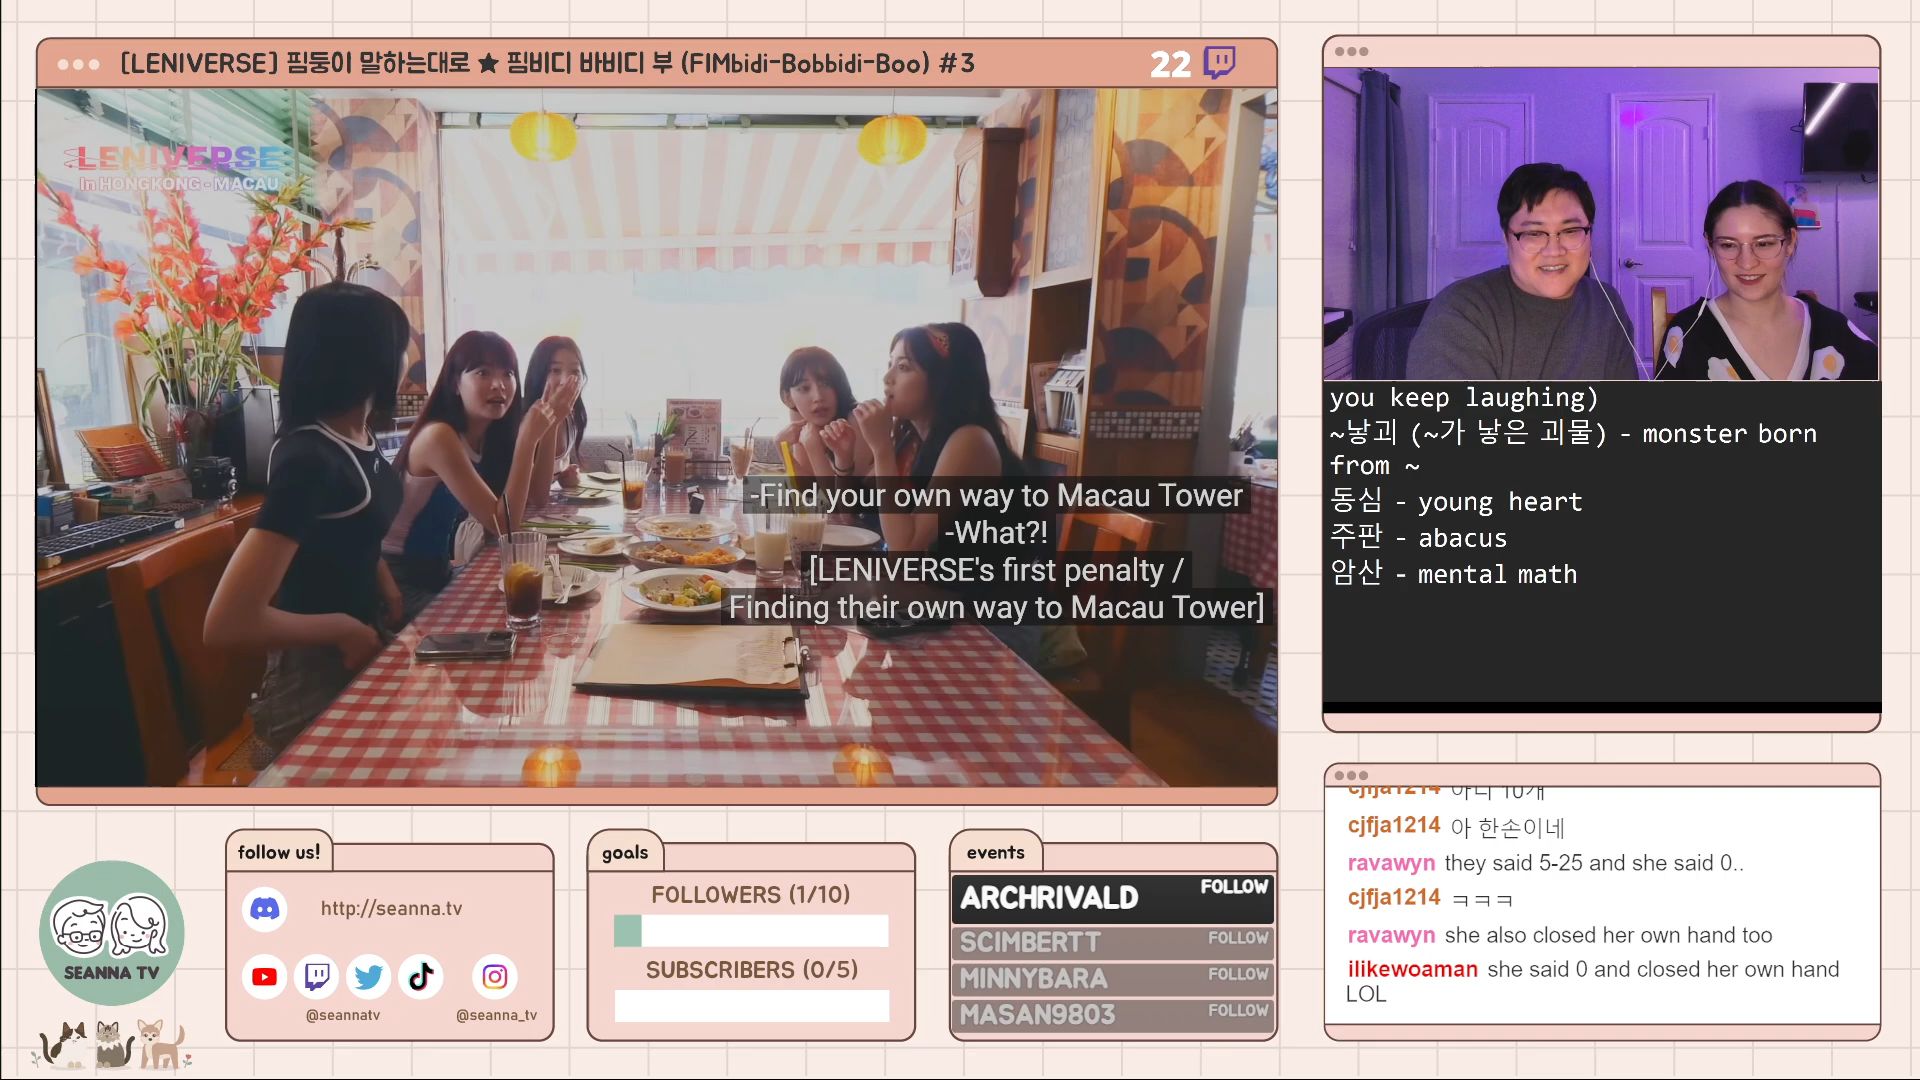 [LENIVERSE] 핌둥이 말하는대로 ★ 핌비디 바비디 부 (FIMbidi-Bobbidi-Boo) #3
22
LENIVERSE
In HONGKONG - MACAU
-Find your own way to Macau Tower
-What?!
[LENIVERSE's first penalty /
Finding their own way to Macau Tower]
you keep laughing)
~낳괴 (~가 낳은 괴물) - monster born
from ~
동심 - young heart
주판 - abacus
암산 - mental math
cjfja1214 아니 10개
cjfja1214 아 한손이네
ravawyn they said 5-25 and she said 0..
cjfja1214 ㅋㅋㅋ
ravawyn she also closed her own hand too
ilikewoaman she said 0 and closed her own hand
LOL
SEANNA TV
follow us!
http://seanna.tv
@seannatv
@seanna_tv
goals
FOLLOWERS (1/10)
SUBSCRIBERS (0/5)
events
ARCHRIVALD FOLLOW
SCIMBERTT FOLLOW
MINNYBARA FOLLOW
MASAN9803 FOLLOW